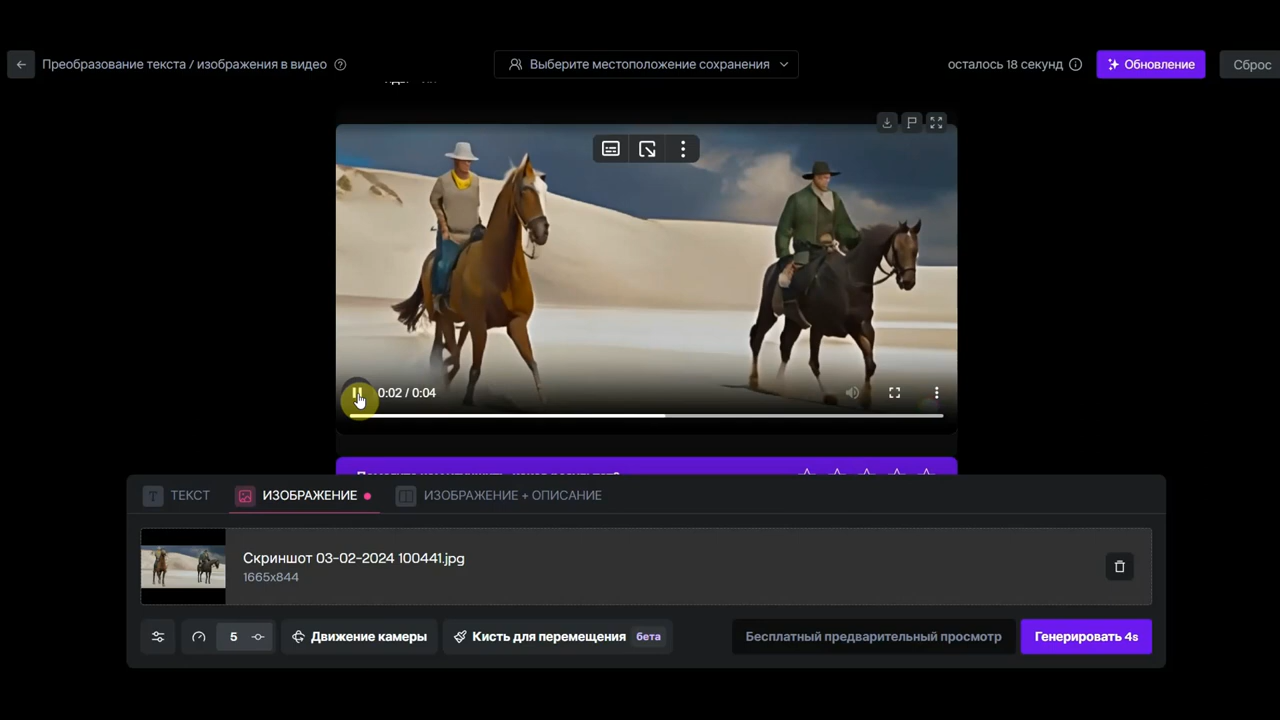 Преобразование текста / изображения в видео
Выберите местоположение сохранения
осталось 18 секунд
Обновление
Сброс
0:02 / 0:04
T ТЕКСТ
ИЗОБРАЖЕНИЕ
ИЗОБРАЖЕНИЕ + ОПИСАНИЕ
Скриншот 03-02-2024 100441.jpg
1665x844
5
Движение камеры
Кисть для перемещения бета
Бесплатный предварительный просмотр
Генерировать 4s